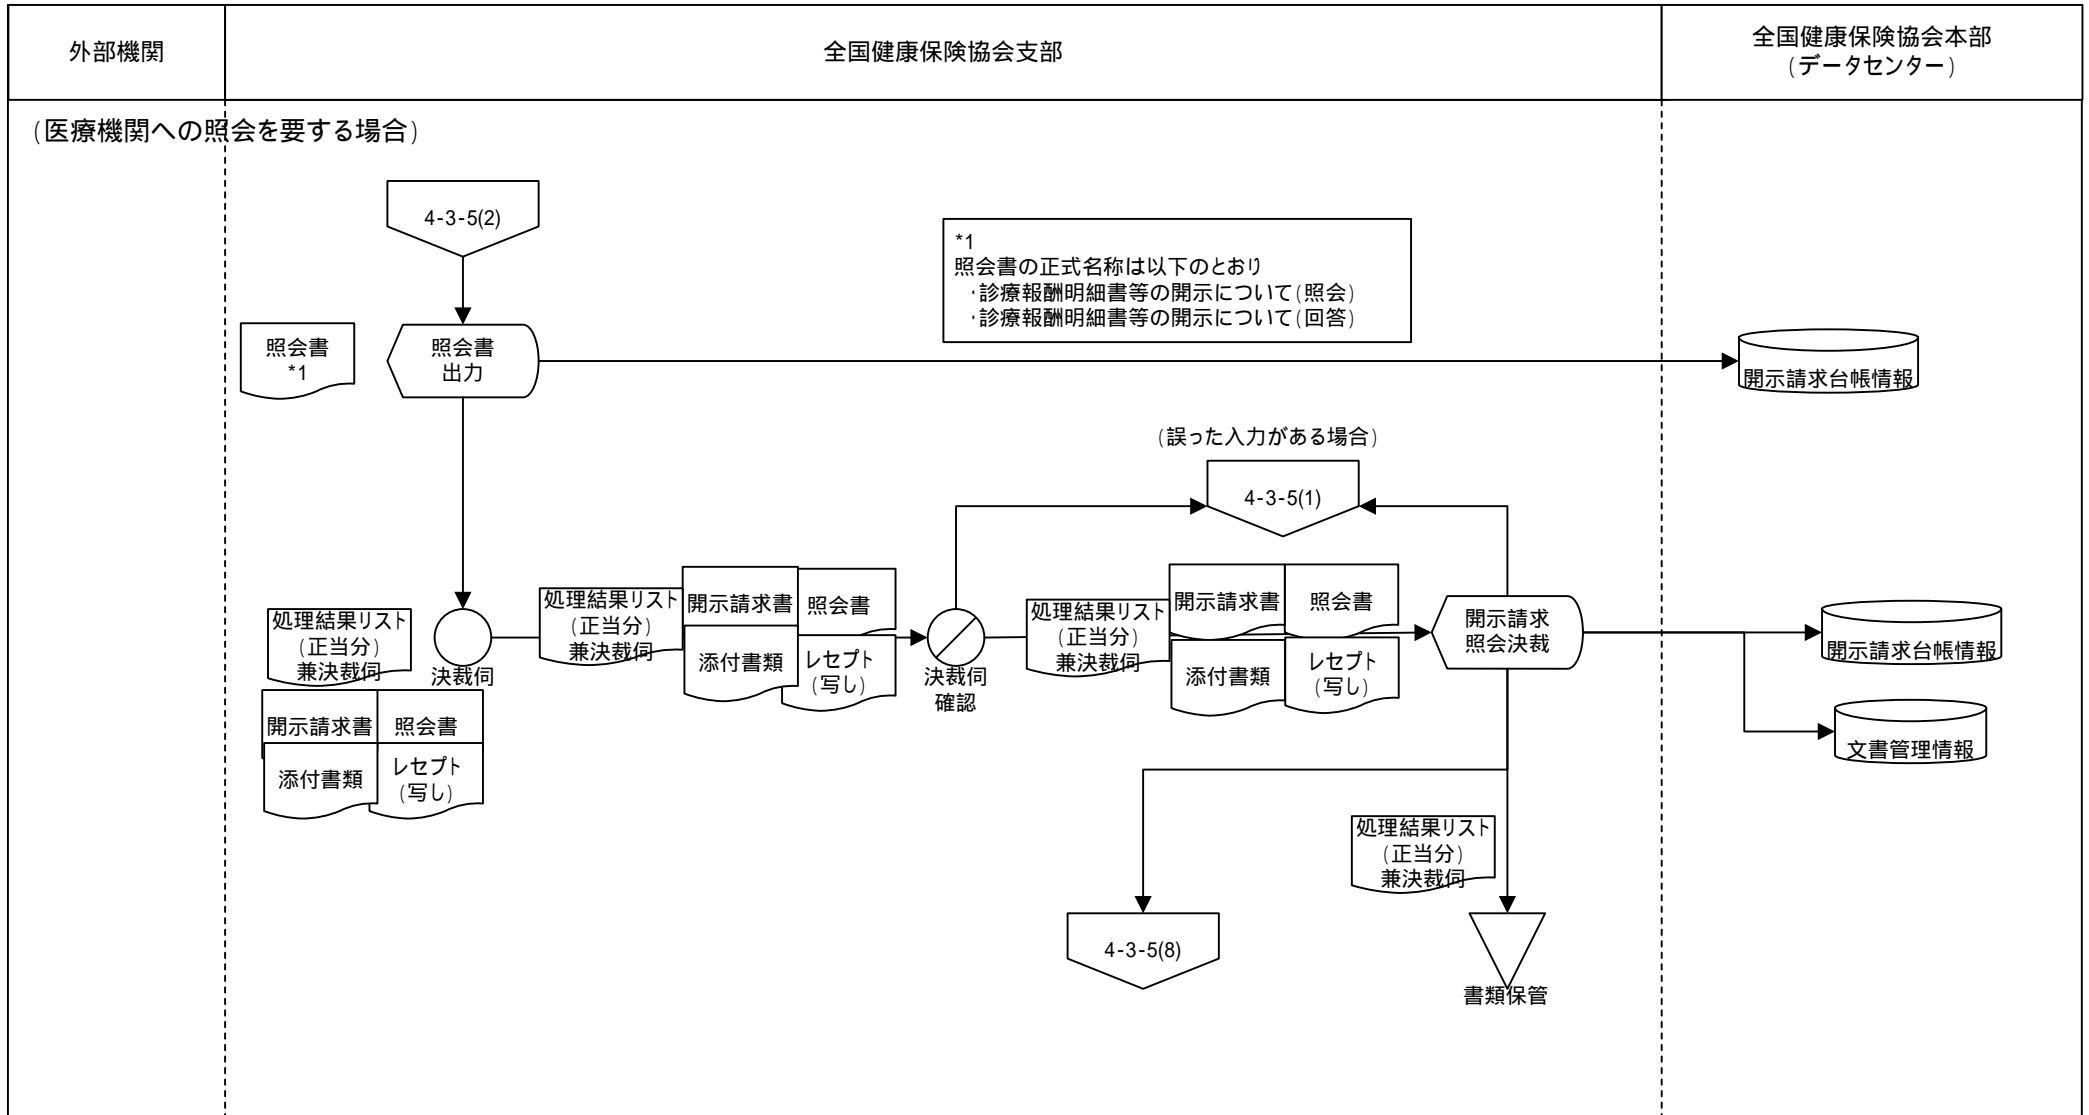 外部機関
全国健康保険協会支部
全国健康保険協会本部
(データセンター)
(医療機関への照会を要する場合)
4-3-5(2)
*1
照会書の正式名称は以下のとおり
・診療報酬明細書等の開示について(照会)
・診療報酬明細書等の開示について(回答)
照会書
*1
照会書
出力
開示請求台帳情報
(誤った入力がある場合)
4-3-5(1)
処理結果リスト
(正当分)
兼決裁伺
決裁伺
開示請求書
照会書
添付書類
レセプト
(写し)
処理結果リスト
(正当分)
兼決裁伺
開示請求書
照会書
添付書類
レセプト
(写し)
決裁伺
確認
処理結果リスト
(正当分)
兼決裁伺
開示請求書
照会書
添付書類
レセプト
(写し)
開示請求
照会決裁
開示請求台帳情報
文書管理情報
処理結果リスト
(正当分)
兼決裁伺
4-3-5(8)
書類保管